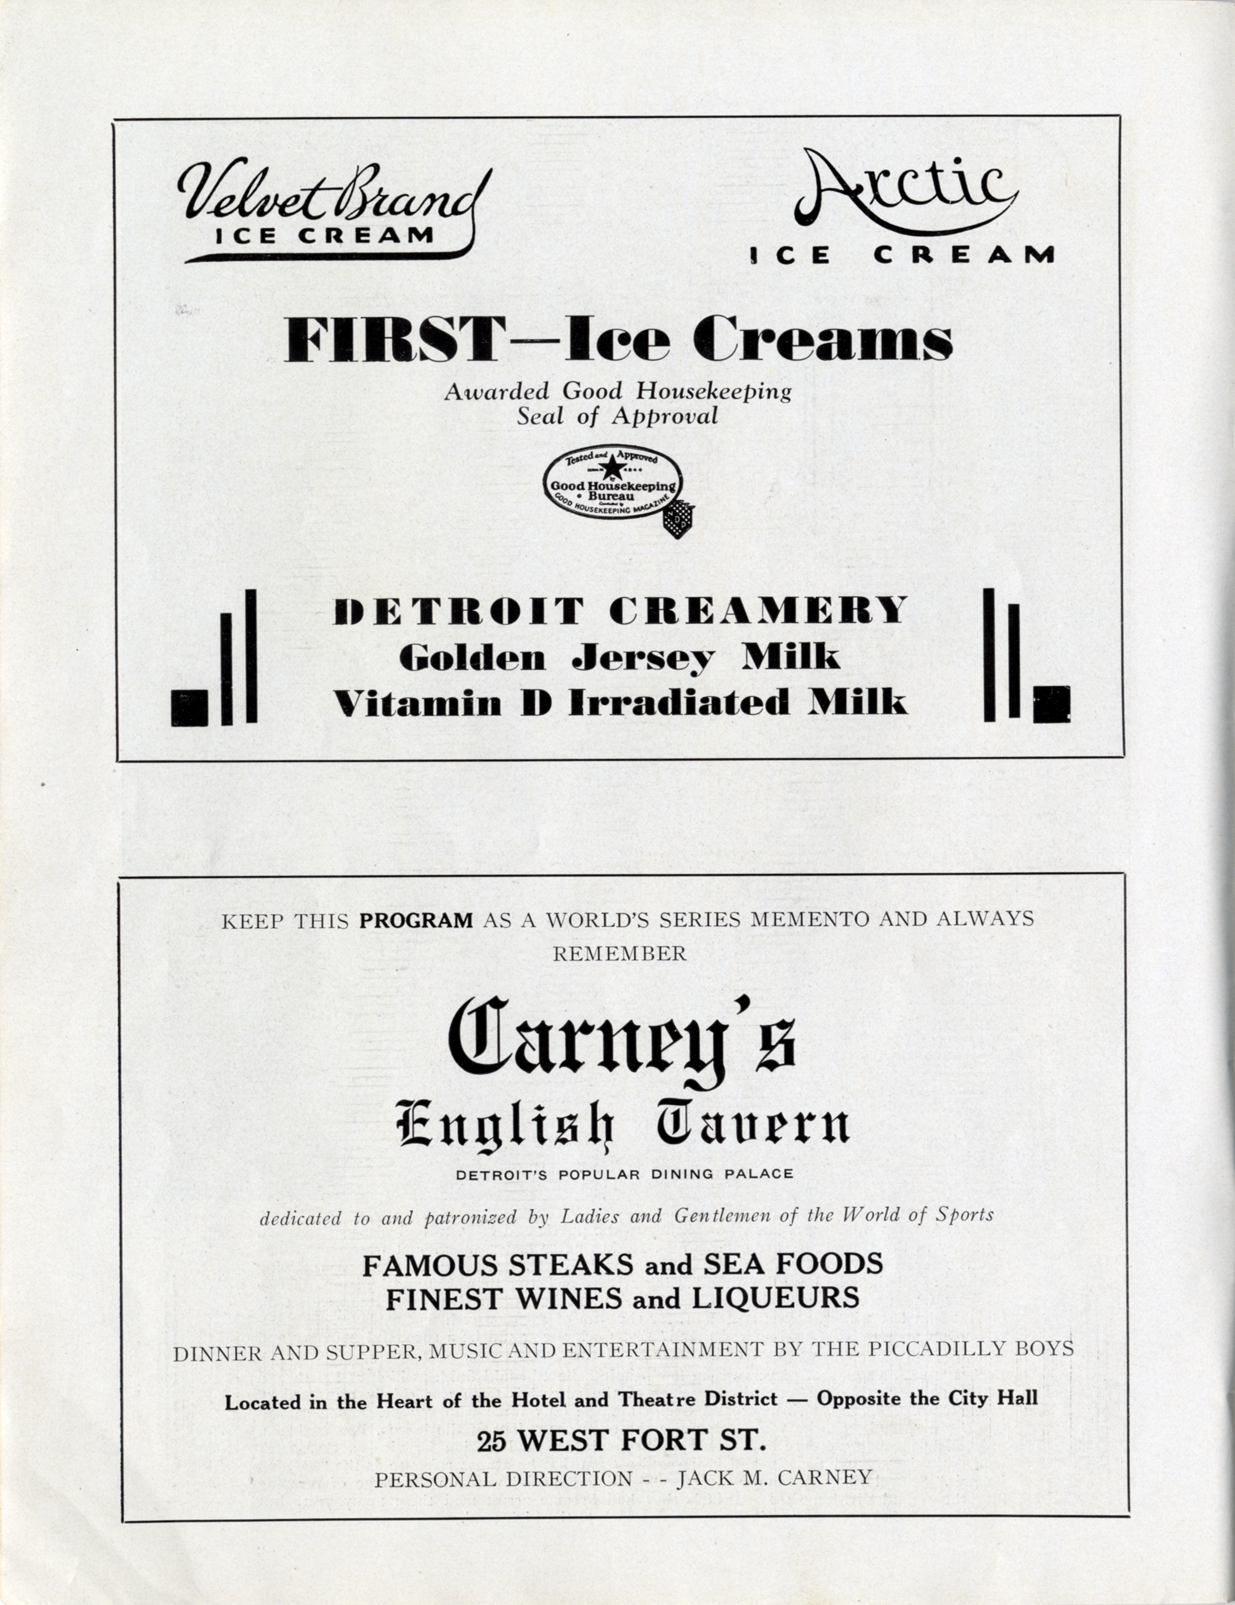 Velvet Brand
ICE CREAM
Arctic
ICE CREAM
FIRST—Ice Creams
Awarded Good Housekeeping
Seal of Approval
Tested and Approved
Good Housekeeping
• Bureau
GOOD HOUSEKEEPING MAGAZINE
DETROIT CREAMERY
Golden Jersey Milk
Vitamin D Irradiated Milk
KEEP THIS PROGRAM AS A WORLD'S SERIES MEMENTO AND ALWAYS
REMEMBER
Carney's
English Tavern
DETROIT'S POPULAR DINING PALACE
dedicated to and patronized by Ladies and Gentlemen of the World of Sports
FAMOUS STEAKS and SEA FOODS
FINEST WINES and LIQUEURS
DINNER AND SUPPER, MUSIC AND ENTERTAINMENT BY THE PICCADILLY BOYS
Located in the Heart of the Hotel and Theatre District — Opposite the City Hall
25 WEST FORT ST.
PERSONAL DIRECTION - - JACK M. CARNEY